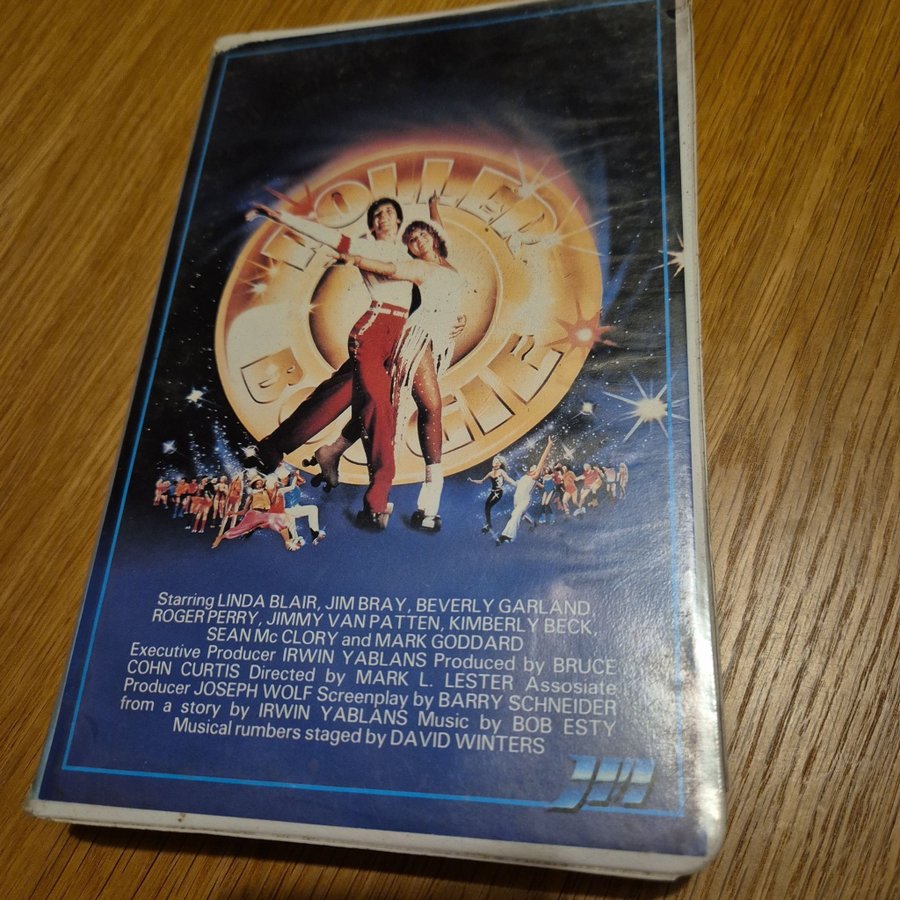 ROLLER
BOOGIE
Starring LINDA BLAIR, JIM BRAY, BEVERLY GARLAND,
ROGER PERRY, JIMMY VAN PATTEN, KIMBERLY BECK,
SEAN Mc CLORY and MARK GODDARD
Executive Producer IRWIN YABLANS Produced by BRUCE
COHN CURTIS Directed by MARK L. LESTER Assosiate
Producer JOSEPH WOLF Screenplay by BARRY SCHNEIDER
from a story by IRWIN YABLANS Music by BOB ESTY
Musical rumbers staged by DAVID WINTERS